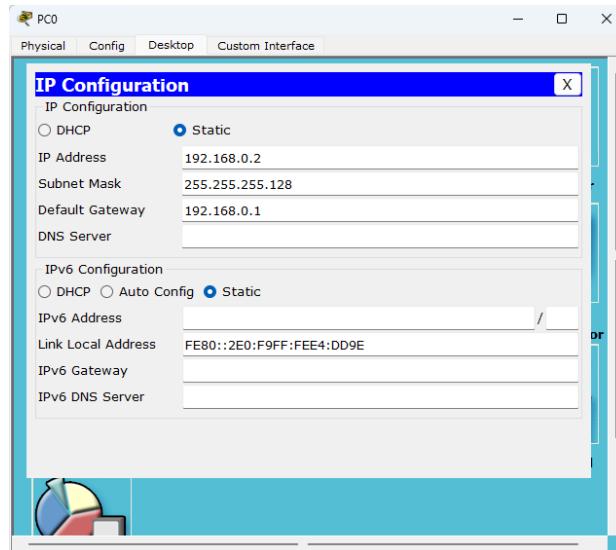 PC0
Physical Config Desktop Custom Interface
IP Configuration X
IP Configuration
DHCP Static
IP Address 192.168.0.2
Subnet Mask 255.255.255.128
Default Gateway 192.168.0.1
DNS Server
IPv6 Configuration
DHCP Auto Config Static
IPv6 Address /
Link Local Address FE80::2E0:F9FF:FEE4:DD9E
IPv6 Gateway
IPv6 DNS Server
or